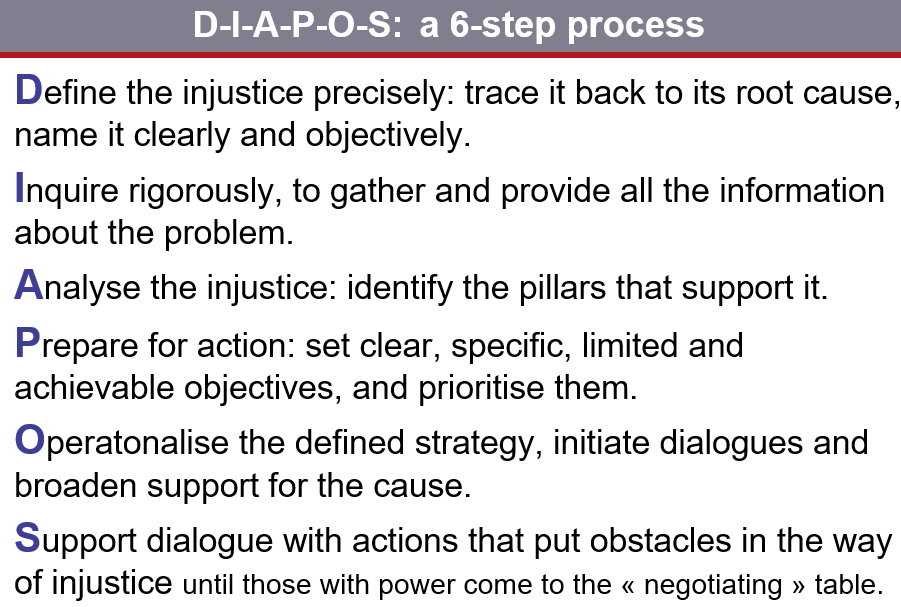 D-I-A-P-O-S: a 6-step process
Define the injustice precisely: trace it back to its root cause,
name it clearly and objectively.
Inquire rigorously, to gather and provide all the information
about the problem.
Analyse the injustice: identify the pillars that support it.
Prepare for action: set clear, specific, limited and
achievable objectives, and prioritise them.
Operatonalise the defined strategy, initiate dialogues and
broaden support for the cause.
Support dialogue with actions that put obstacles in the way
of injustice until those with power come to the « negotiating » table.